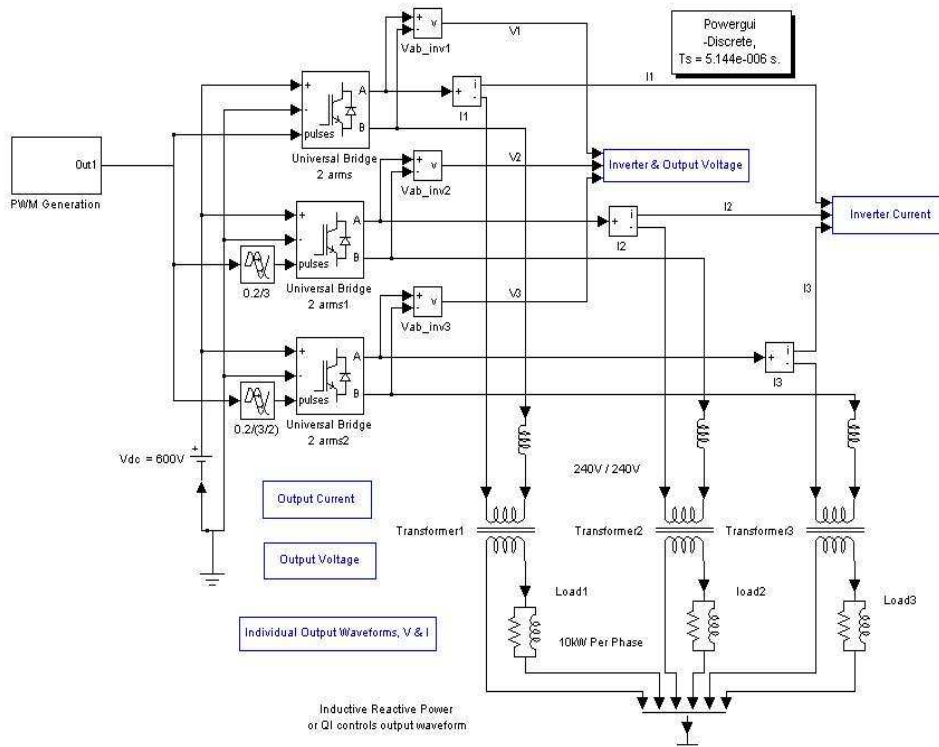 Powergui
-Discrete,
Ts = 5.144e-006 s.
+
v
-
Vab_inv1
V1
I1
+
-
pulses
A
B
+
i
-
I1
Universal Bridge
2 arms
Out1
PWM Generation
+
v
-
Vab_inv2
V2
Inverter & Output Voltage
Inverter Current
+
-
pulses
A
B
+
i
-
I2
I2
0.2/3
Universal Bridge
2 arms1
+
v
-
Vab_inv3
V3
I3
+
-
pulses
A
B
+
i
-
I3
0.2/(3/2)
Universal Bridge
2 arms2
+
Vdc = 600V
240V / 240V
Output Current
Transformer1
Transformer2
Transformer3
Output Voltage
Load1
load2
Load3
Individual Output Waveforms, V & I
10kW Per Phase
Inductive Reactive Power
or QI controls output waveform